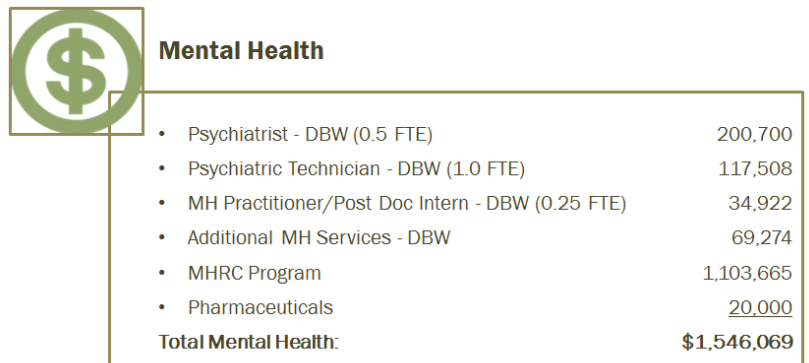 $
Mental Health
• Psychiatrist - DBW (0.5 FTE) 200,700
• Psychiatric Technician - DBW (1.0 FTE) 117,508
• MH Practitioner/Post Doc Intern - DBW (0.25 FTE) 34,922
• Additional MH Services - DBW 69,274
• MHRC Program 1,103,665
• Pharmaceuticals 20,000
Total Mental Health: $1,546,069